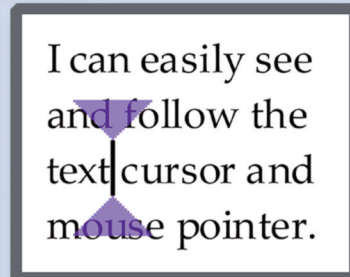 I can easily see
and follow the
text cursor and
mouse pointer.